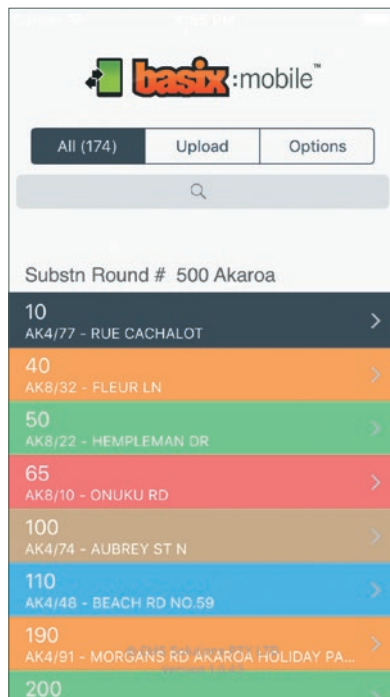 basix:mobile™
All (174)
Upload
Options
Substn Round # 500 Akaroa
10
AK4/77 - RUE CACHALOT
40
AK8/32 - FLEUR LN
50
AK8/22 - HEMPLEMAN DR
65
AK8/10 - ONUKU RD
100
AK4/74 - AUBREY ST N
110
AK4/48 - BEACH RD NO.59
190
AK4/91 - MORGANS RD AKAROA HOLIDAY PA...
200